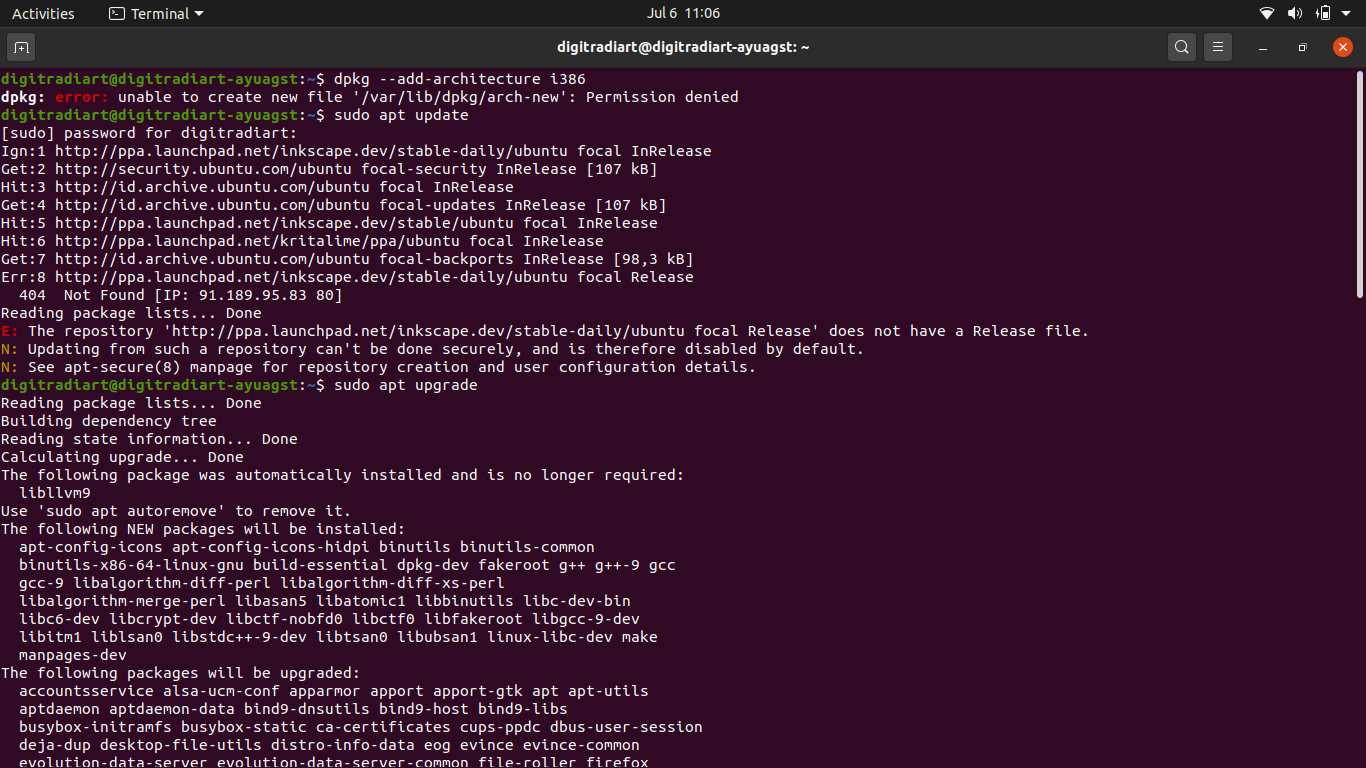 Activities
Terminal
Jul 6 11:06
digitradiart@digitradiart-ayuagst: ~
digitradiart@digitradiart-ayuagst:~$ dpkg --add-architecture i386
dpkg: error: unable to create new file '/var/lib/dpkg/arch-new': Permission denied
digitradiart@digitradiart-ayuagst:~$ sudo apt update
[sudo] password for digitradiart:
Ign:1 http://ppa.launchpad.net/inkscape.dev/stable-daily/ubuntu focal InRelease
Get:2 http://security.ubuntu.com/ubuntu focal-security InRelease [107 kB]
Hit:3 http://id.archive.ubuntu.com/ubuntu focal InRelease
Get:4 http://id.archive.ubuntu.com/ubuntu focal-updates InRelease [107 kB]
Hit:5 http://ppa.launchpad.net/inkscape.dev/stable/ubuntu focal InRelease
Hit:6 http://ppa.launchpad.net/kritalime/ppa/ubuntu focal InRelease
Get:7 http://id.archive.ubuntu.com/ubuntu focal-backports InRelease [98,3 kB]
Err:8 http://ppa.launchpad.net/inkscape.dev/stable-daily/ubuntu focal Release
  404  Not Found [IP: 91.189.95.83 80]
Reading package lists... Done
E: The repository 'http://ppa.launchpad.net/inkscape.dev/stable-daily/ubuntu focal Release' does not have a Release file.
N: Updating from such a repository can't be done securely, and is therefore disabled by default.
N: See apt-secure(8) manpage for repository creation and user configuration details.
digitradiart@digitradiart-ayuagst:~$ sudo apt upgrade
Reading package lists... Done
Building dependency tree
Reading state information... Done
Calculating upgrade... Done
The following package was automatically installed and is no longer required:
  libllvm9
Use 'sudo apt autoremove' to remove it.
The following NEW packages will be installed:
  apt-config-icons apt-config-icons-hidpi binutils binutils-common
  binutils-x86-64-linux-gnu build-essential dpkg-dev fakeroot g++ g++-9 gcc
  gcc-9 libalgorithm-diff-perl libalgorithm-diff-xs-perl
  libalgorithm-merge-perl libasan5 libatomic1 libbinutils libc-dev-bin
  libc6-dev libcrypt-dev libctf-nobfd0 libctf0 libfakeroot libgcc-9-dev
  libitm1 liblsan0 libstdc++-9-dev libtsan0 libubsan1 linux-libc-dev make
  manpages-dev
The following packages will be upgraded:
  accountsservice alsa-ucm-conf apparmor apport apport-gtk apt apt-utils
  aptdaemon aptdaemon-data bind9-dnsutils bind9-host bind9-libs
  busybox-initramfs busybox-static ca-certificates cups-ppdc dbus-user-session
  deja-dup desktop-file-utils distro-info-data eog evince evince-common
  evolution-data-server evolution-data-server-common file-roller firefox